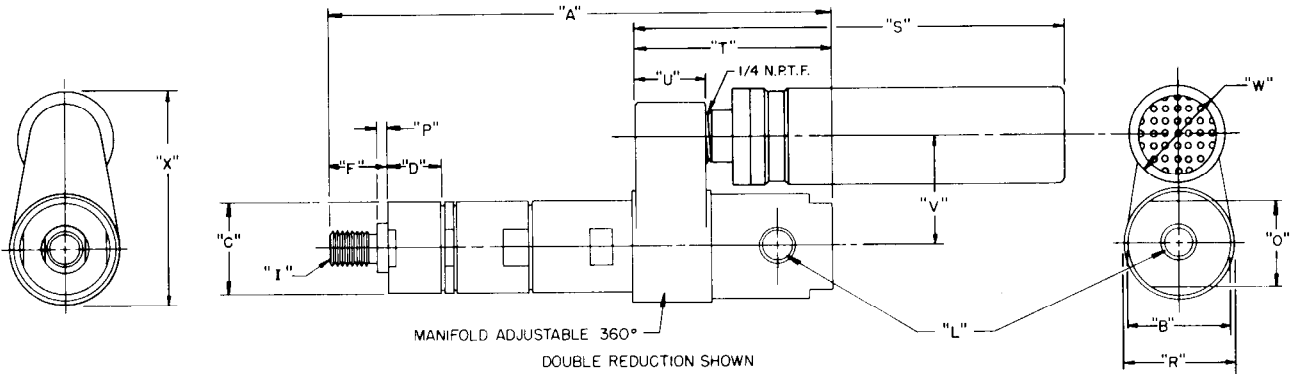 "A"
"S"
"T"
"U"
1/4 N.P.T.F.
"W"
"P"
"X"
"F"
"D"
"V"
"C"
"O"
"I"
"L"
"B"
MANIFOLD ADJUSTABLE 360°
"R"
DOUBLE REDUCTION SHOWN